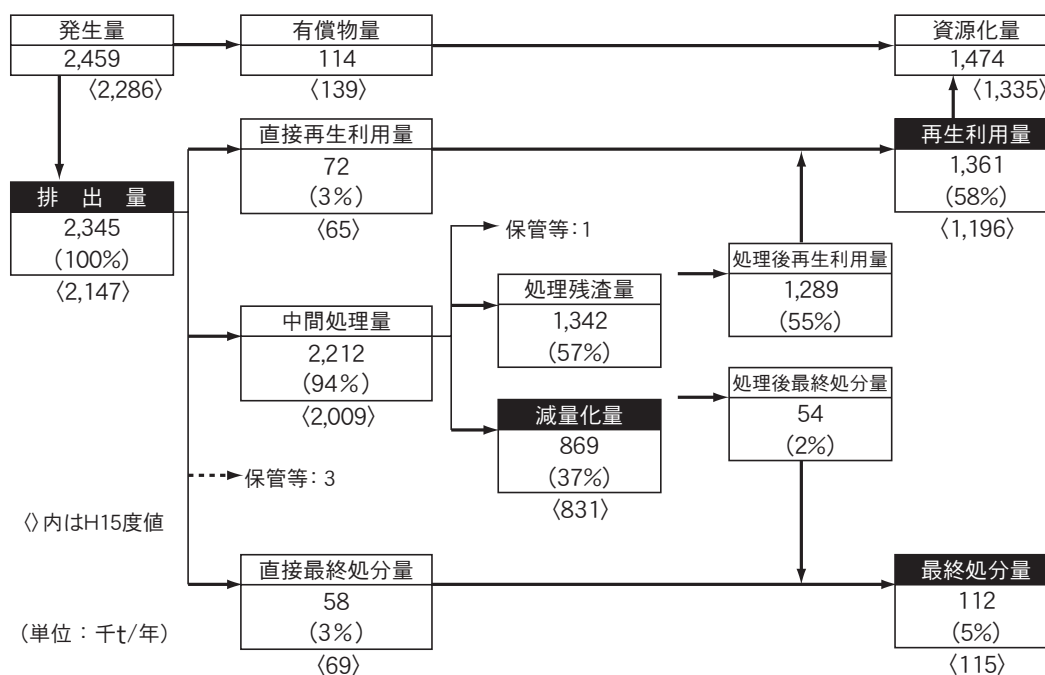 発生量
2,459
〈2,286〉
有償物量
114
〈139〉
資源化量
1,474
〈1,335〉
直接再生利用量
72
(3%)
〈65〉
再生利用量
1,361
(58%)
〈1,196〉
排 出 量
2,345
(100%)
〈2,147〉
保管等:1
処理残渣量
1,342
(57%)
処理後再生利用量
1,289
(55%)
中間処理量
2,212
(94%)
〈2,009〉
減量化量
869
(37%)
〈831〉
処理後最終処分量
54
(2%)
保管等:3
〈〉内はH15度値
直接最終処分量
58
(3%)
〈69〉
最終処分量
112
(5%)
〈115〉
(単位:千t/年)